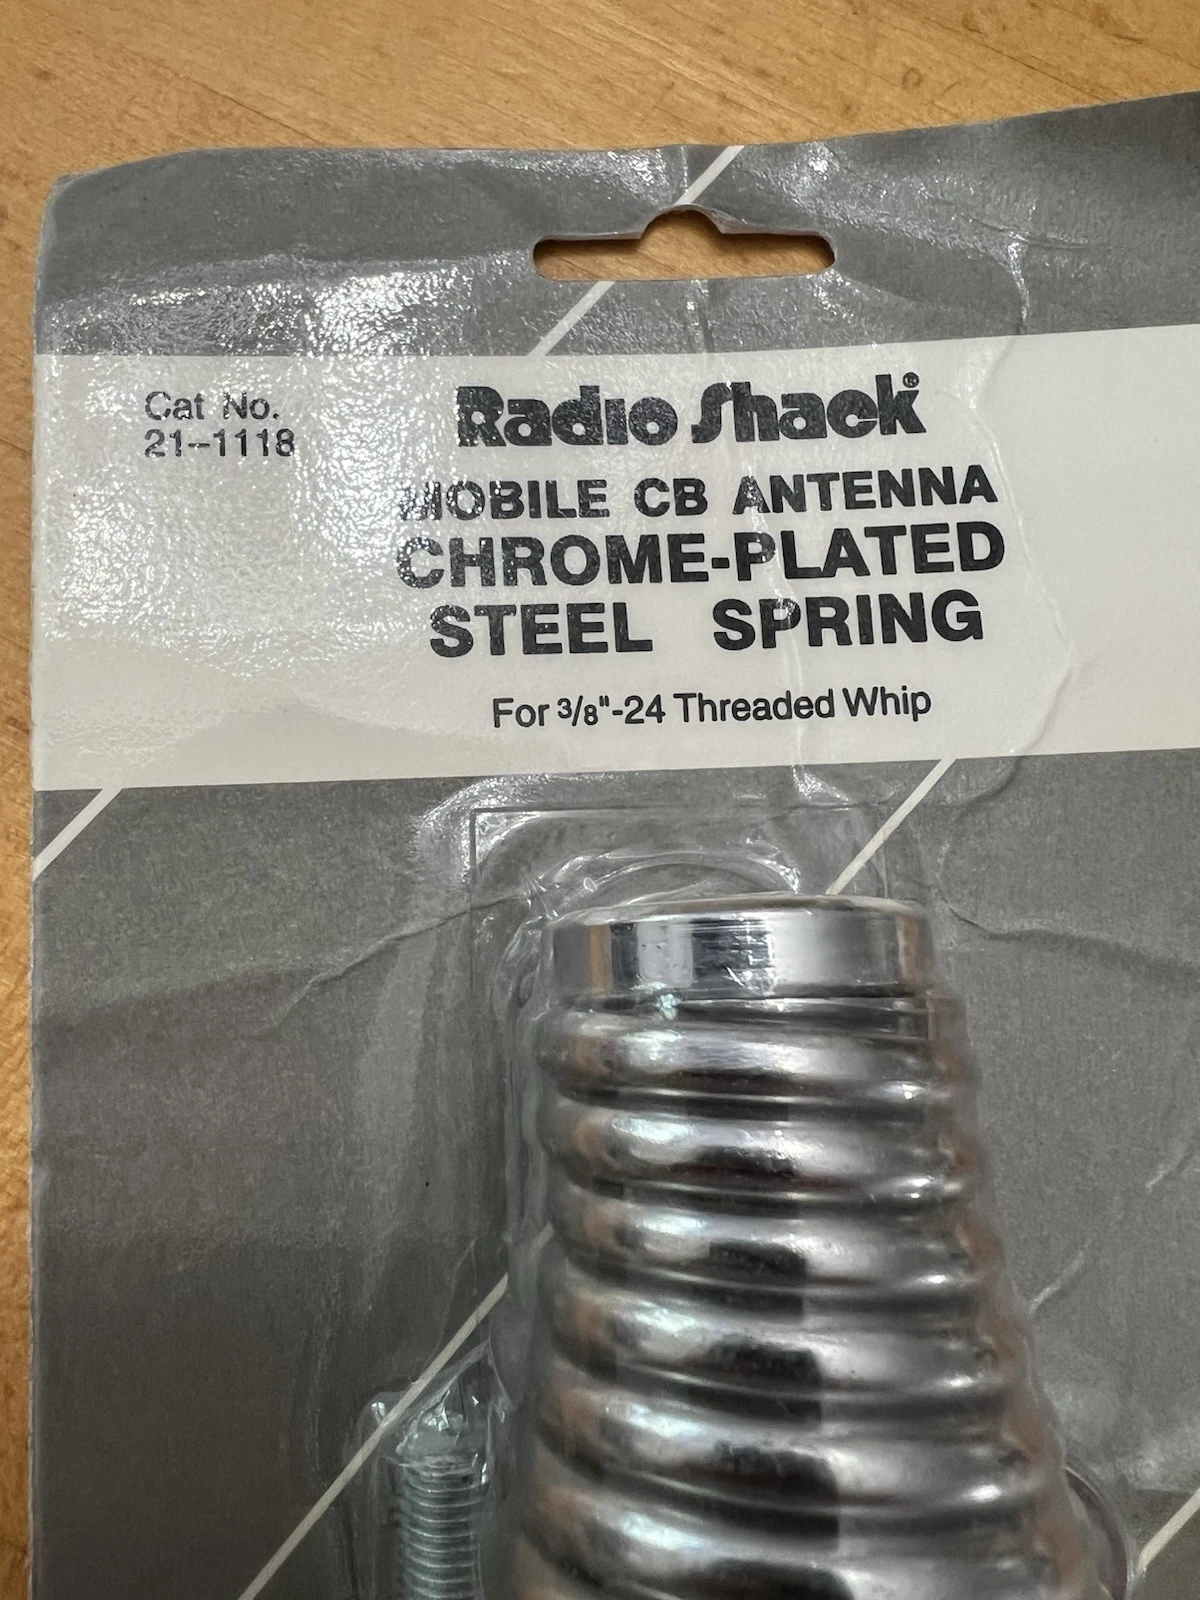 Cat No.
21-1118
Radio Shack®
MOBILE CB ANTENNA
CHROME-PLATED
STEEL SPRING
For 3/8"-24 Threaded Whip